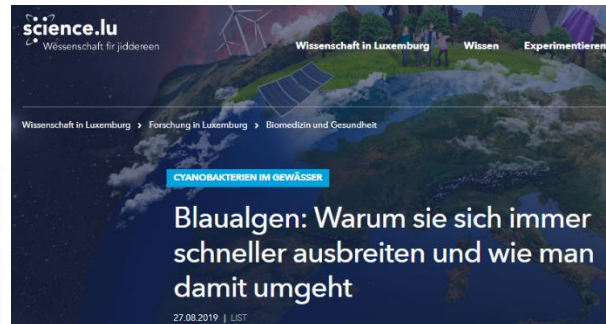 science.lu
Wëssenschaft fir jiddereen
Wissenschaft in Luxemburg Wissen Experimentieren
Wissenschaft in Luxemburg > Forschung in Luxemburg > Biomedizin und Gesundheit
CYANOBAKTERIEN IM GEWÄSSER
Blaualgen: Warum sie sich immer
schneller ausbreiten und wie man
damit umgeht
27.08.2019 | LIST